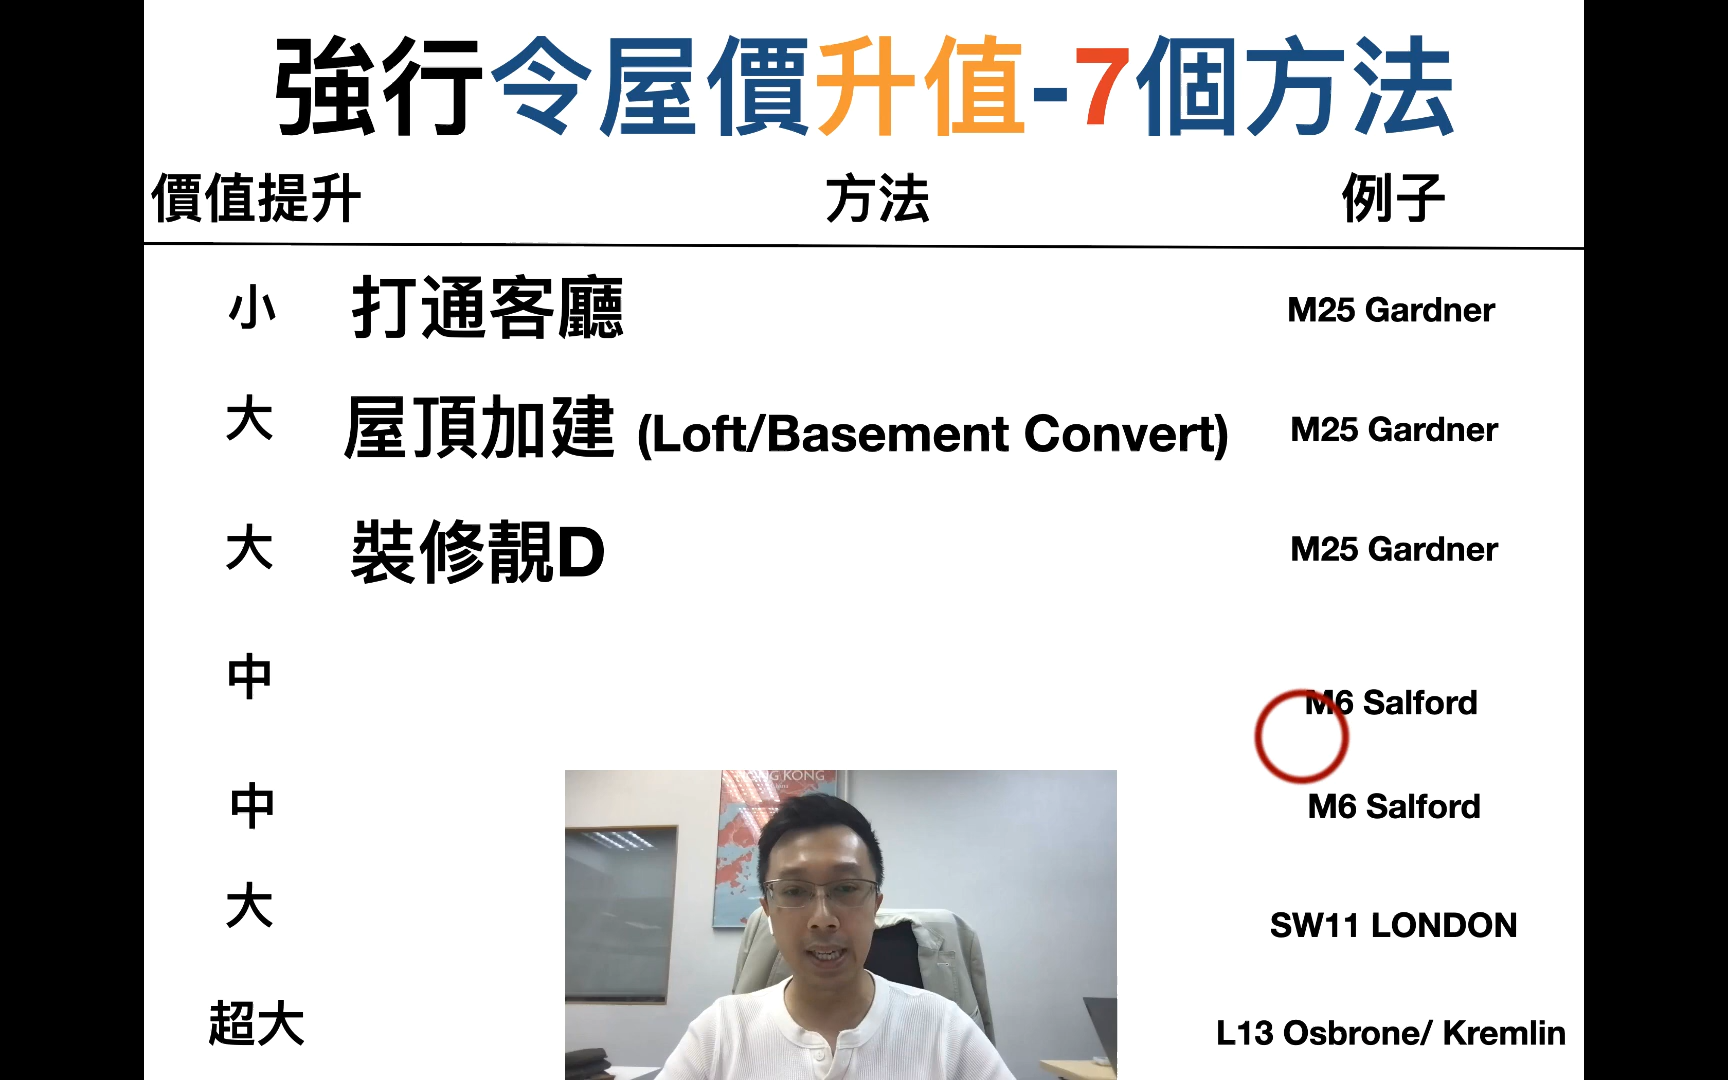 強行令屋價升值-7個方法
價值提升 方法 例子
小 打通客廳 M25 Gardner
大 屋頂加建 (Loft/Basement Convert) M25 Gardner
大 裝修靚D M25 Gardner
中 M6 Salford
中 M6 Salford
大 SW11 LONDON
超大 L13 Osbrone/ Kremlin
KONG